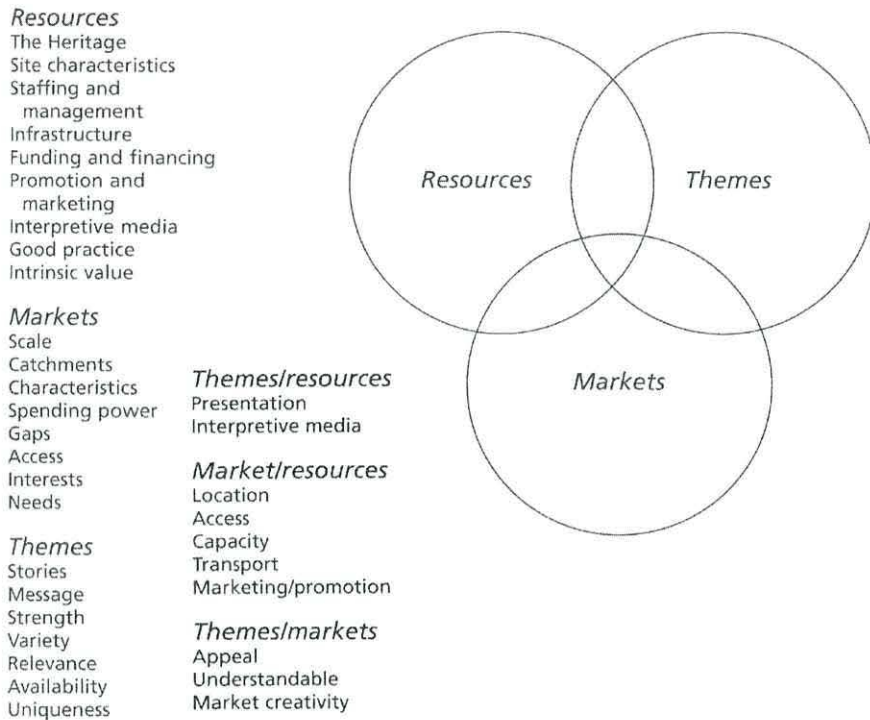 Resources
The Heritage
Site characteristics
Staffing and
management
Infrastructure
Funding and financing
Promotion and
marketing
Interpretive media
Good practice
Intrinsic value
Markets
Scale
Catchments
Characteristics
Spending power
Gaps
Access
Interests
Needs
Themes
Stories
Message
Strength
Variety
Relevance
Availability
Uniqueness
Themes/resources
Presentation
Interpretive media
Market/resources
Location
Access
Capacity
Transport
Marketing/promotion
Themes/markets
Appeal
Understandable
Market creativity
Resources
Themes
Markets